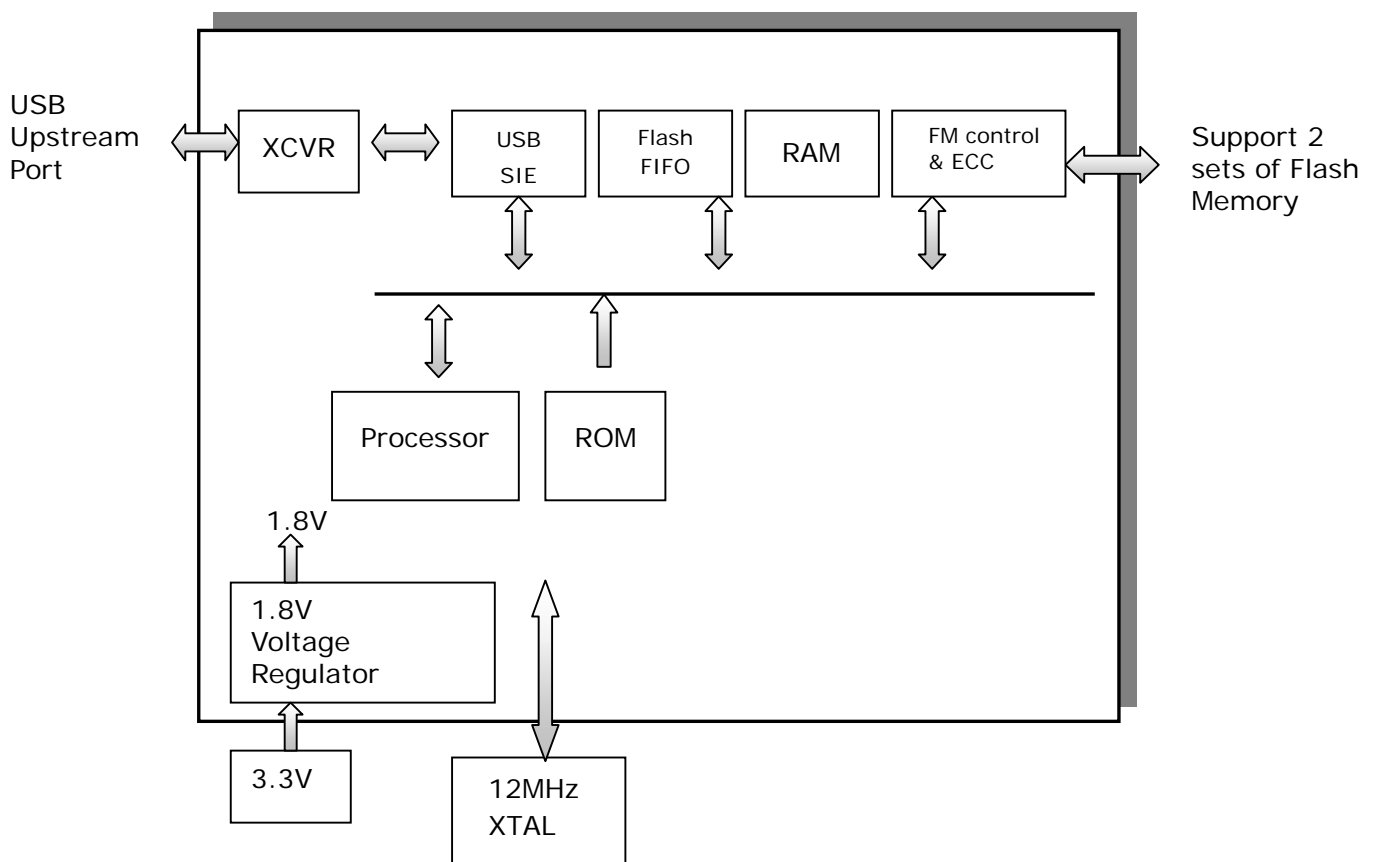 USB
Upstream
Port
XCVR
USB
SIE
Flash
FIFO
RAM
FM control
& ECC
Support 2
sets of Flash
Memory
Processor
ROM
1.8V
1.8V
Voltage
Regulator
3.3V
12MHz
XTAL